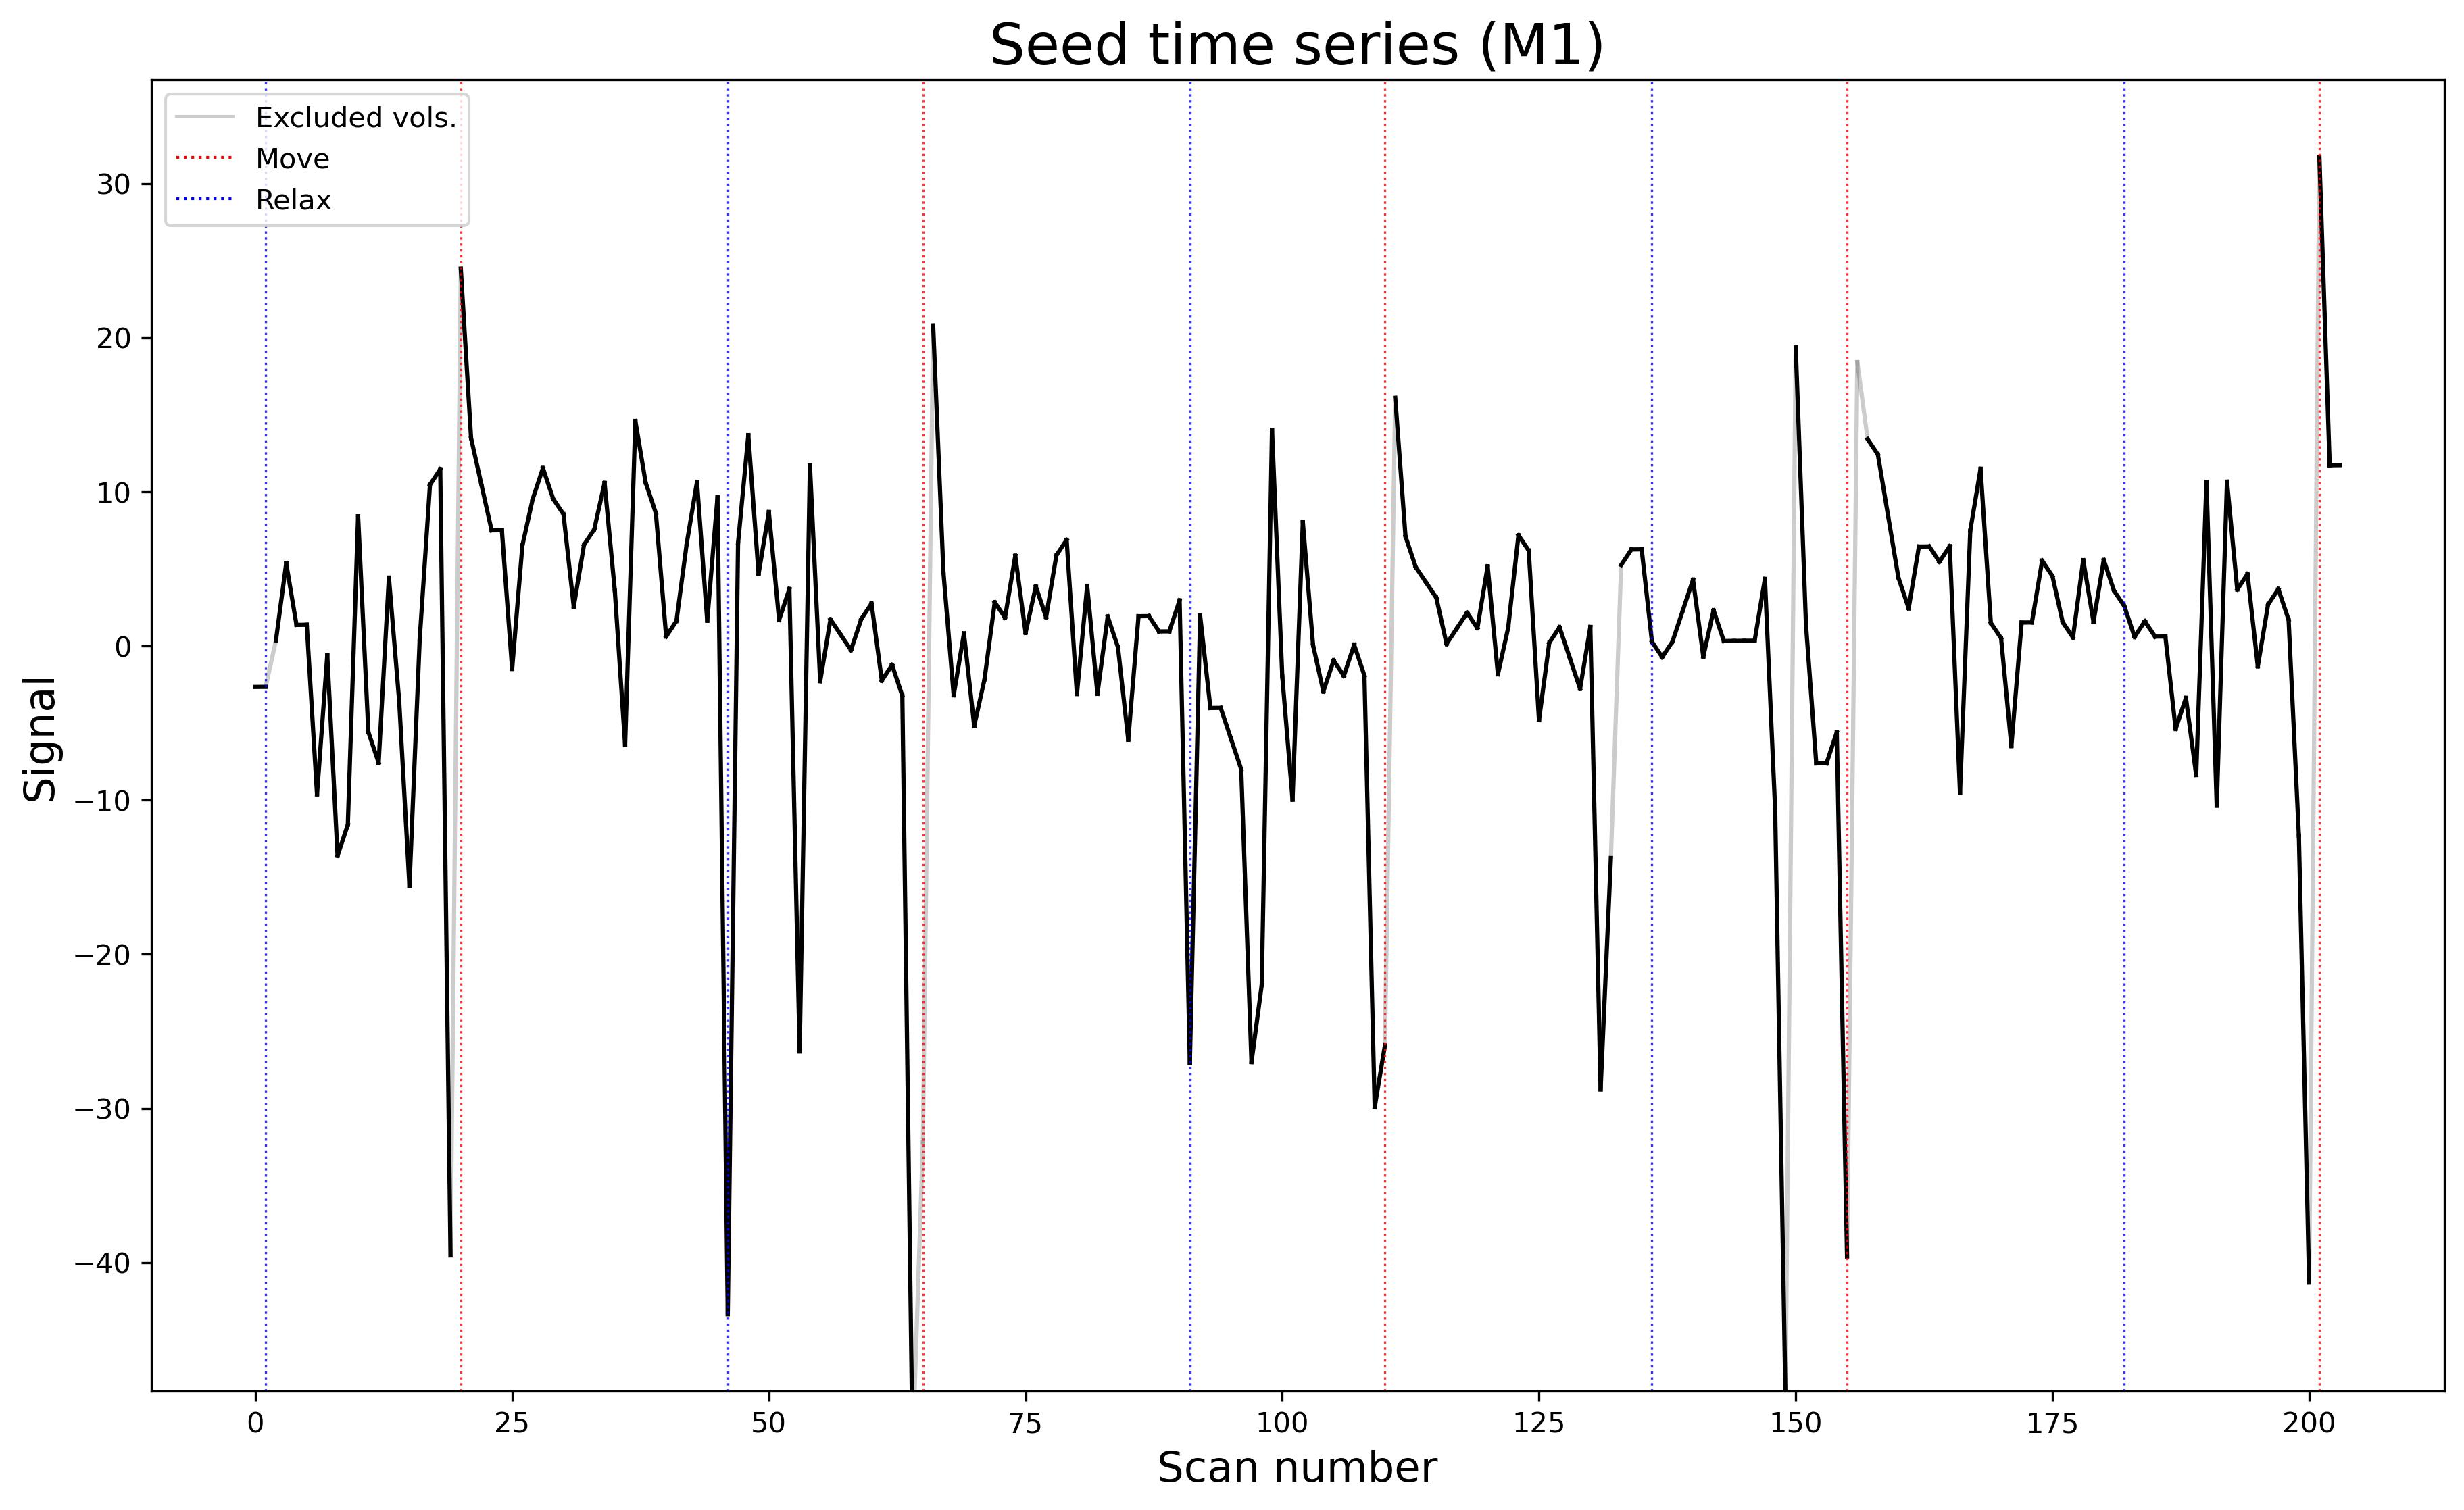 Seed time series (M1)
Excluded vols.
Move
Relax
30
20
10
0
−10
−20
−30
−40
Signal
0 25 50 75 100 125 150 175 200
Scan number